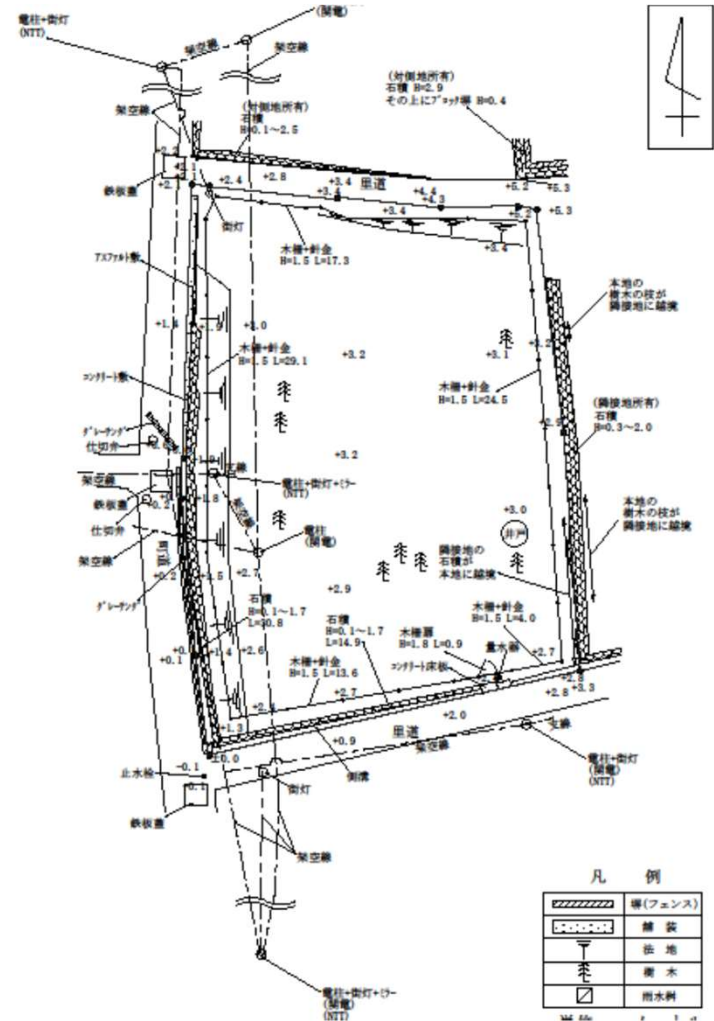 電柱+街灯
(NTT)
(関電)
架空線
架空線
架空線
(対側地所有)
石積 H=2.9
その上にブロック塀 H=0.4
(対側地所有)
石積
H=0.1~2.5
+2.2
+2.1
+2.1
+2.4
+2.8
+3.4
里道
+3.4
+4.4
+4.3
+5.2
+5.3
+5.2
+5.3
鉄板蓋
街灯
+3.4
+3.4
木柵+針金
H=1.5 L=17.3
アスファルト敷
本地の
樹木の枝が
隣接地に越境
+1.4
+1.9
+3.0
+3.2
木柵+針金
H=1.5 L=29.1
+3.2
+3.1
木柵+針金
H=1.5 L=24.5
コンクリート敷
(隣接地所有)
石積
H=0.3~2.0
+2.9
グレーチング
仕切弁
+3.2
架空線
支線
電柱+街灯+ミラー
(NTT)
鉄板蓋
+0.2
+1.8
架空線
仕切弁
電柱
(関電)
+3.0
井戸
本地の
樹木の枝が
隣接地に越境
架空線
町道
隣接地の
石積が
本地に越境
+0.2
+2.7
+2.9
グレーチング
石積
H=0.1~1.7
L=30.8
石積
H=0.1~1.7
L=14.9
木柵扉
H=1.8 L=0.9
木柵+針金
H=1.5 L=4.0
+0.1
+1.4
+2.6
量水器
+2.7
コンクリート床板
木柵+針金
H=1.5 L=13.6
+2.7
+2.8
+2.8
+3.3
+1.3
+2.0
里道
支線
±0.0
+0.9
架空線
側溝
電柱+街灯
(関電)
(NTT)
止水栓
-0.1
-0.1
街灯
鉄板蓋
架空線
電柱+街灯+ミラー
(関電)
(NTT)
凡 例
塀(フェンス)
舗 装
法 地
樹 木
雨水桝